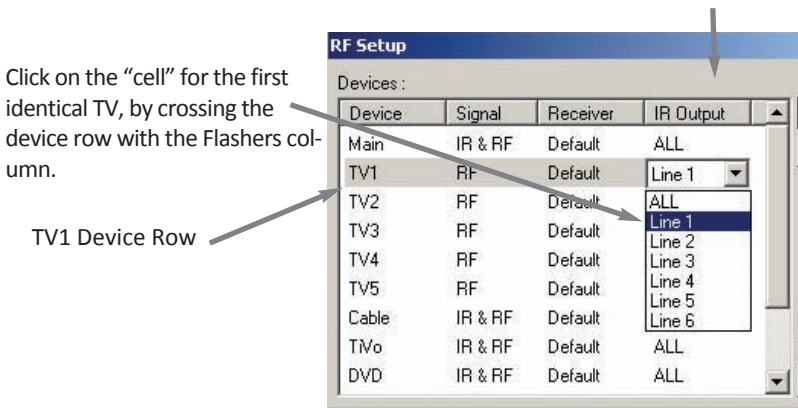 RF Setup
Click on the “cell” for the first
identical TV, by crossing the
device row with the Flashers col-
umn.
TV1 Device Row
Devices :
Device Signal Receiver IR Output
Main IR & RF Default ALL
TV1 RF Default Line 1
TV2 RF Default
TV3 RF Default
TV4 RF Default
TV5 RF Default
Cable IR & RF Default
TiVo IR & RF Default ALL
DVD IR & RF Default ALL
ALL
Line 1
Line 2
Line 3
Line 4
Line 5
Line 6